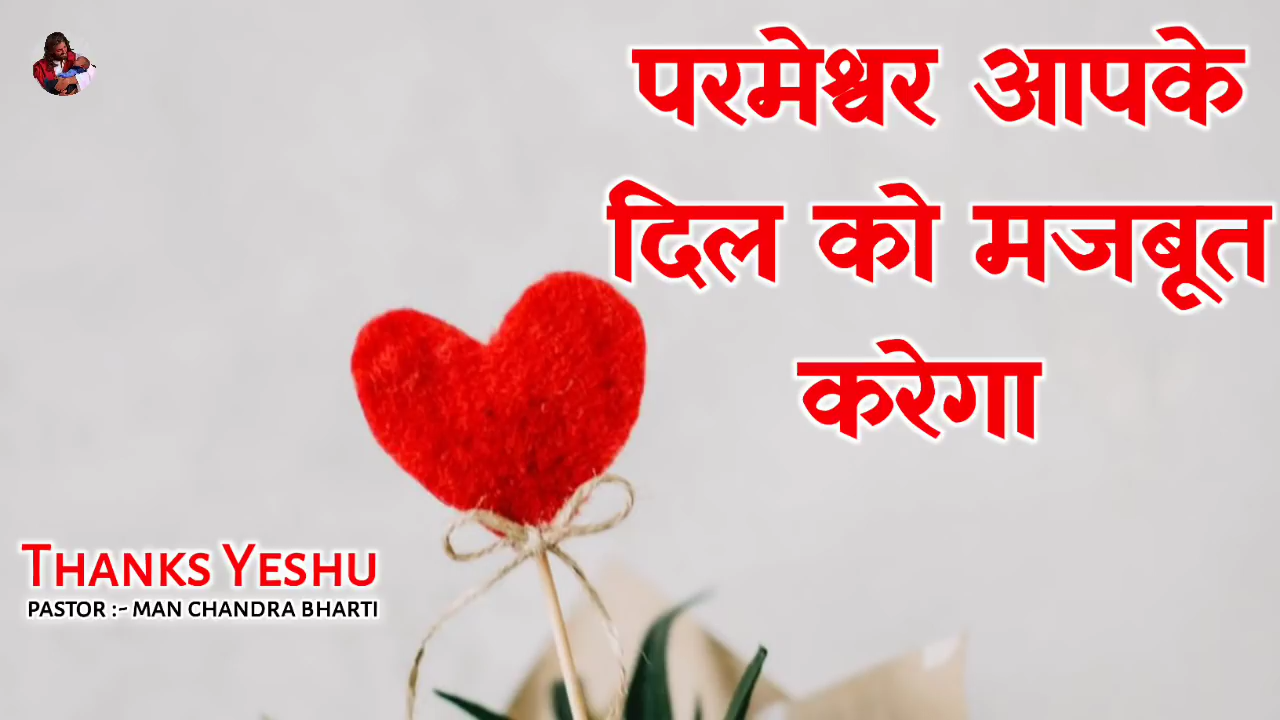 परमेश्वर आपके
दिल को मजबूत
करेगा
THANKS YESHU
PASTOR :- MAN CHANDRA BHARTI